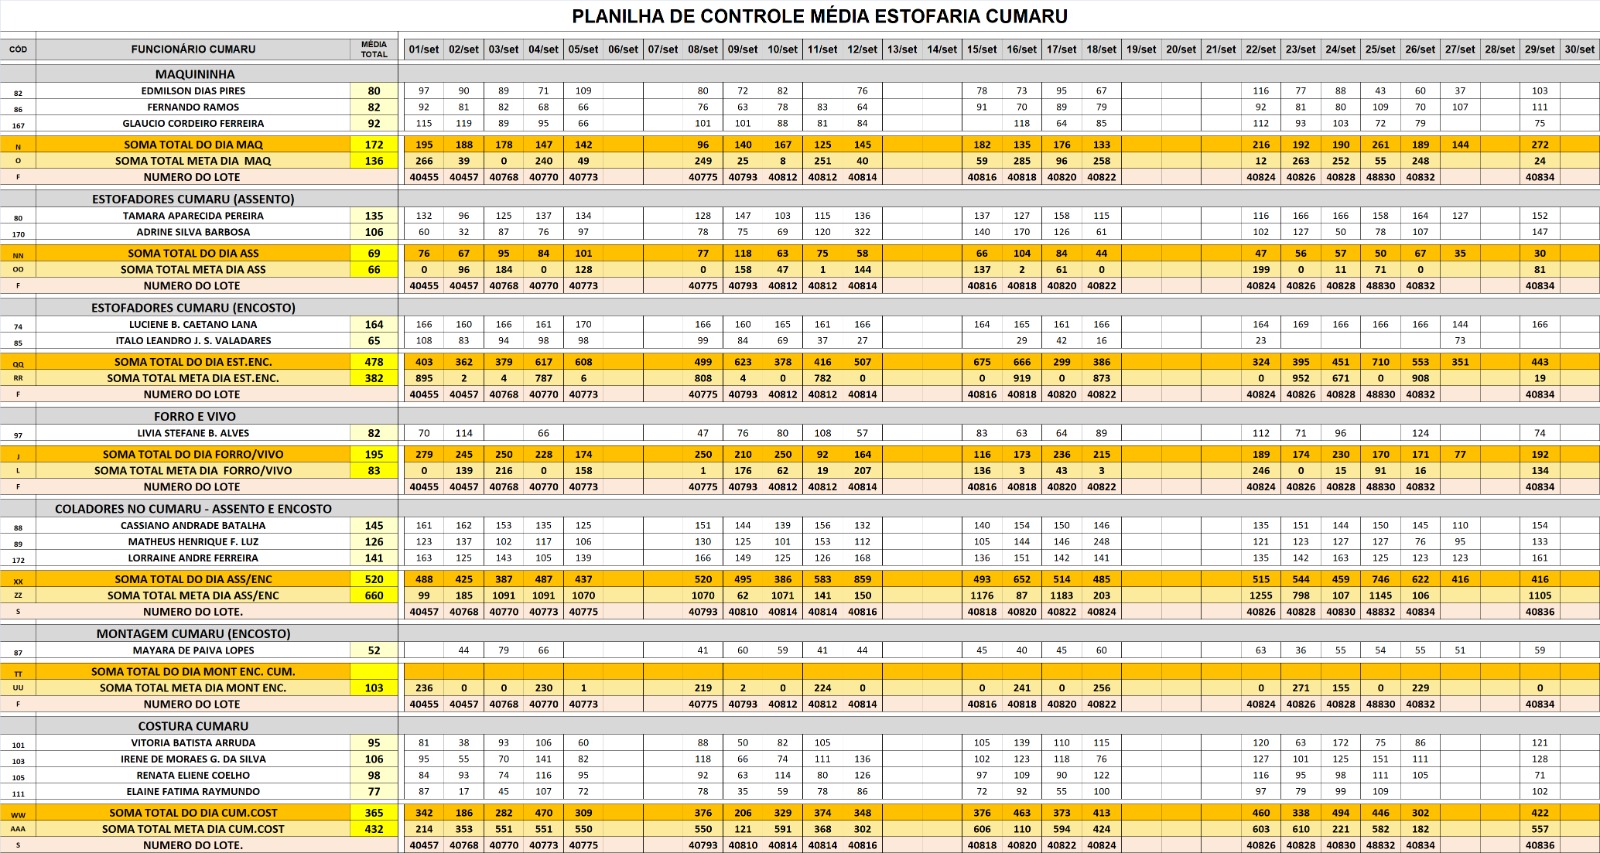 PLANILHA DE CONTROLE MÉDIA ESTOFARIA CUMARU
CÓD FUNCIONÁRIO CUMARU MÉDIA TOTAL 01/set 02/set 03/set 04/set 05/set 06/set 07/set 08/set 09/set 10/set 11/set 12/set 13/set 14/set 15/set 16/set 17/set 18/set 19/set 20/set 21/set 22/set 23/set 24/set 25/set 26/set 27/set 28/set 29/set 30/set
MAQUININHA
82 EDMILSON DIAS PIRES 80 97 90 89 71 109 80 72 82 76 78 73 95 67 116 77 88 43 60 37 103
86 FERNANDO RAMOS 82 92 81 82 68 66 76 63 78 83 64 91 70 89 79 92 81 80 109 70 107 111
167 GLAUCIO CORDEIRO FERREIRA 92 115 119 89 95 66 101 101 88 81 84 118 64 85 112 93 103 72 79 75
N SOMA TOTAL DO DIA MAQ 172 195 188 178 147 142 96 140 167 125 145 182 135 176 133 216 192 190 261 189 144 272
O SOMA TOTAL META DIA MAQ 136 266 39 0 240 49 249 25 8 251 40 59 285 96 258 12 263 252 55 248 24
F NUMERO DO LOTE 40455 40457 40768 40770 40773 40775 40793 40812 40812 40814 40816 40818 40820 40822 40824 40826 40828 48830 40832 40834
ESTOFADORES CUMARU (ASSENTO)
80 TAMARA APARECIDA PEREIRA 135 132 96 125 137 134 128 147 103 115 136 137 127 158 115 116 166 166 158 164 127 152
170 ADRINE SILVA BARBOSA 106 60 32 87 76 97 78 75 69 120 322 140 170 126 61 102 127 50 78 107 147
NN SOMA TOTAL DO DIA ASS 69 76 67 95 84 101 77 118 63 75 58 66 104 84 44 47 56 57 50 67 35 30
OO SOMA TOTAL META DIA ASS 66 0 96 184 0 128 0 158 47 1 144 137 2 61 0 199 0 11 71 0 81
F NUMERO DO LOTE 40455 40457 40768 40770 40773 40775 40793 40812 40812 40814 40816 40818 40820 40822 40824 40826 40828 48830 40832 40834
ESTOFADORES CUMARU (ENCOSTO)
74 LUCIENE B. CAETANO LANA 164 166 160 166 161 170 166 160 165 161 166 164 165 161 166 164 169 166 166 166 144 166
85 ITALO LEANDRO J. S. VALADARES 65 108 83 94 98 98 99 84 69 37 27 29 42 16 23 73
QQ SOMA TOTAL DO DIA EST.ENC. 478 403 362 379 617 608 499 623 378 416 507 675 666 299 386 324 395 451 710 553 351 443
RR SOMA TOTAL META DIA EST.ENC. 382 895 2 4 787 6 808 4 0 782 0 0 919 0 873 0 952 671 0 908 19
F NUMERO DO LOTE 40455 40457 40768 40770 40773 40775 40793 40812 40812 40814 40816 40818 40820 40822 40824 40826 40828 48830 40832 40834
FORRO E VIVO
97 LIVIA STEFANE B. ALVES 82 70 114 66 47 76 80 108 57 83 63 64 89 112 71 96 124 74
J SOMA TOTAL DO DIA FORRO/VIVO 195 279 245 250 228 174 250 210 250 92 164 116 173 236 215 189 174 230 170 171 77 192
L SOMA TOTAL META DIA FORRO/VIVO 83 0 139 216 0 158 1 176 62 19 207 136 3 43 3 246 0 15 91 16 134
F NUMERO DO LOTE 40455 40457 40768 40770 40773 40775 40793 40812 40812 40814 40816 40818 40820 40822 40824 40826 40828 48830 40832 40834
COLADORES NO CUMARU - ASSENTO E ENCOSTO
88 CASSIANO ANDRADE BATALHA 145 161 162 153 135 125 151 144 139 156 132 140 154 150 146 135 151 144 150 145 110 154
89 MATHEUS HENRIQUE F. LUZ 126 123 137 102 117 106 130 125 101 153 112 105 144 146 248 121 123 127 127 76 95 133
172 LORRAINE ANDRE FERREIRA 141 163 125 143 105 139 166 149 125 126 168 136 151 142 141 135 142 163 125 123 123 161
XX SOMA TOTAL DO DIA ASS/ENC 520 488 425 387 487 437 520 495 386 583 859 493 652 514 485 515 544 459 746 622 416 416
ZZ SOMA TOTAL META DIA ASS/ENC 660 99 185 1091 1091 1070 1070 62 1071 141 150 1176 87 1183 203 1255 798 107 1145 106 1105
S NUMERO DO LOTE. 40457 40768 40770 40773 40775 40793 40810 40814 40814 40816 40818 40820 40822 40824 40826 40828 40830 48832 40834 40836
MONTAGEM CUMARU (ENCOSTO)
87 MAYARA DE PAIVA LOPES 52 44 79 66 41 60 59 41 44 45 40 45 60 63 36 55 54 55 51 59
TT SOMA TOTAL DO DIA MONT ENC. CUM.
UU SOMA TOTAL META DIA MONT ENC. 103 236 0 0 230 1 219 2 0 224 0 0 241 0 256 0 271 155 0 229 0
F NUMERO DO LOTE 40455 40457 40768 40770 40773 40775 40793 40812 40812 40814 40816 40818 40820 40822 40824 40826 40828 48830 40832 40834
COSTURA CUMARU
101 VITORIA BATISTA ARRUDA 95 81 38 93 106 60 88 50 82 105 105 139 110 115 120 63 172 75 86 121
103 IRENE DE MORAES G. DA SILVA 106 95 55 70 141 82 118 66 74 111 136 102 123 118 76 127 101 125 151 111 128
105 RENATA ELIENE COELHO 98 84 93 74 116 95 92 63 114 80 126 97 109 90 122 116 95 98 111 105 71
111 ELAINE FATIMA RAYMUNDO 77 87 17 45 107 72 78 35 59 78 86 72 92 55 100 97 79 99 109 102
WW SOMA TOTAL DO DIA CUM.COST 365 342 186 282 470 309 376 206 329 374 348 376 463 373 413 460 338 494 446 302 422
AAA SOMA TOTAL META DIA CUM.COST 432 214 353 551 551 550 550 121 591 368 302 606 110 594 424 603 610 221 582 182 557
S NUMERO DO LOTE. 40457 40768 40770 40773 40775 40793 40810 40814 40814 40816 40818 40820 40822 40824 40826 40828 40830 48832 40834 40836